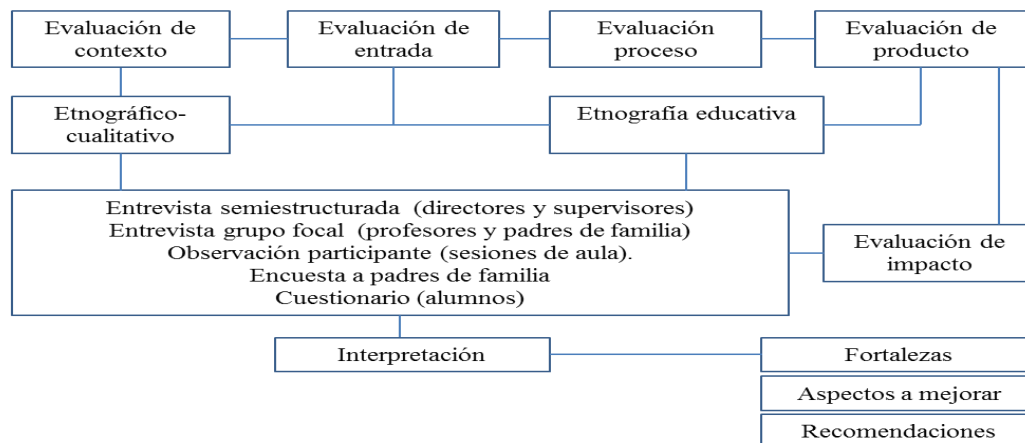 Evaluación de
contexto
Evaluación de
entrada
Evaluación
proceso
Evaluación de
producto
Etnográfico-
cualitativo
Etnografía educativa
Entrevista semiestructurada (directores y supervisores)
Entrevista grupo focal (profesores y padres de familia)
Observación participante (sesiones de aula).
Encuesta a padres de familia
Cuestionario (alumnos)
Evaluación de
impacto
Interpretación
Fortalezas
Aspectos a mejorar
Recomendaciones